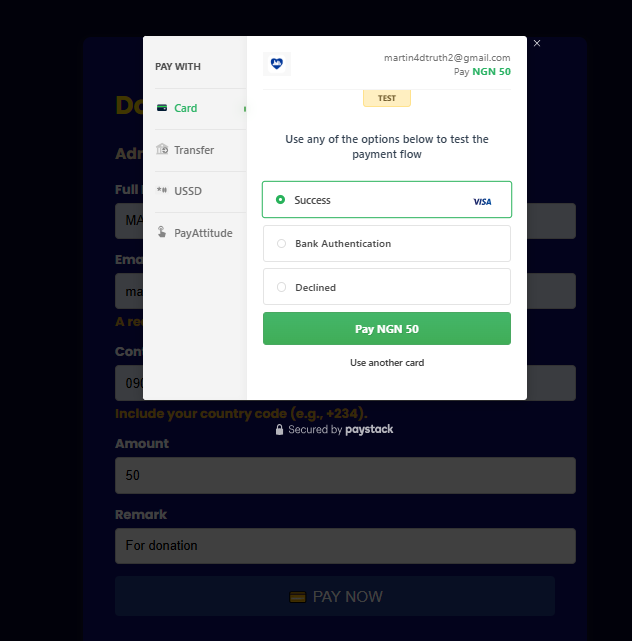 PAY WITH
Card
Transfer
*# USSD
PayAttitude
×
martin4dtruth2@gmail.com
Pay NGN 50
TEST
Use any of the options below to test the
payment flow
Success
VISA
Bank Authentication
Declined
Pay NGN 50
Use another card
Secured by paystack
Do
Adr
Full
MA
Ema
ma
A re
Cont
090
Include your country code (e.g., +234).
Amount
50
Remark
For donation
PAY NOW